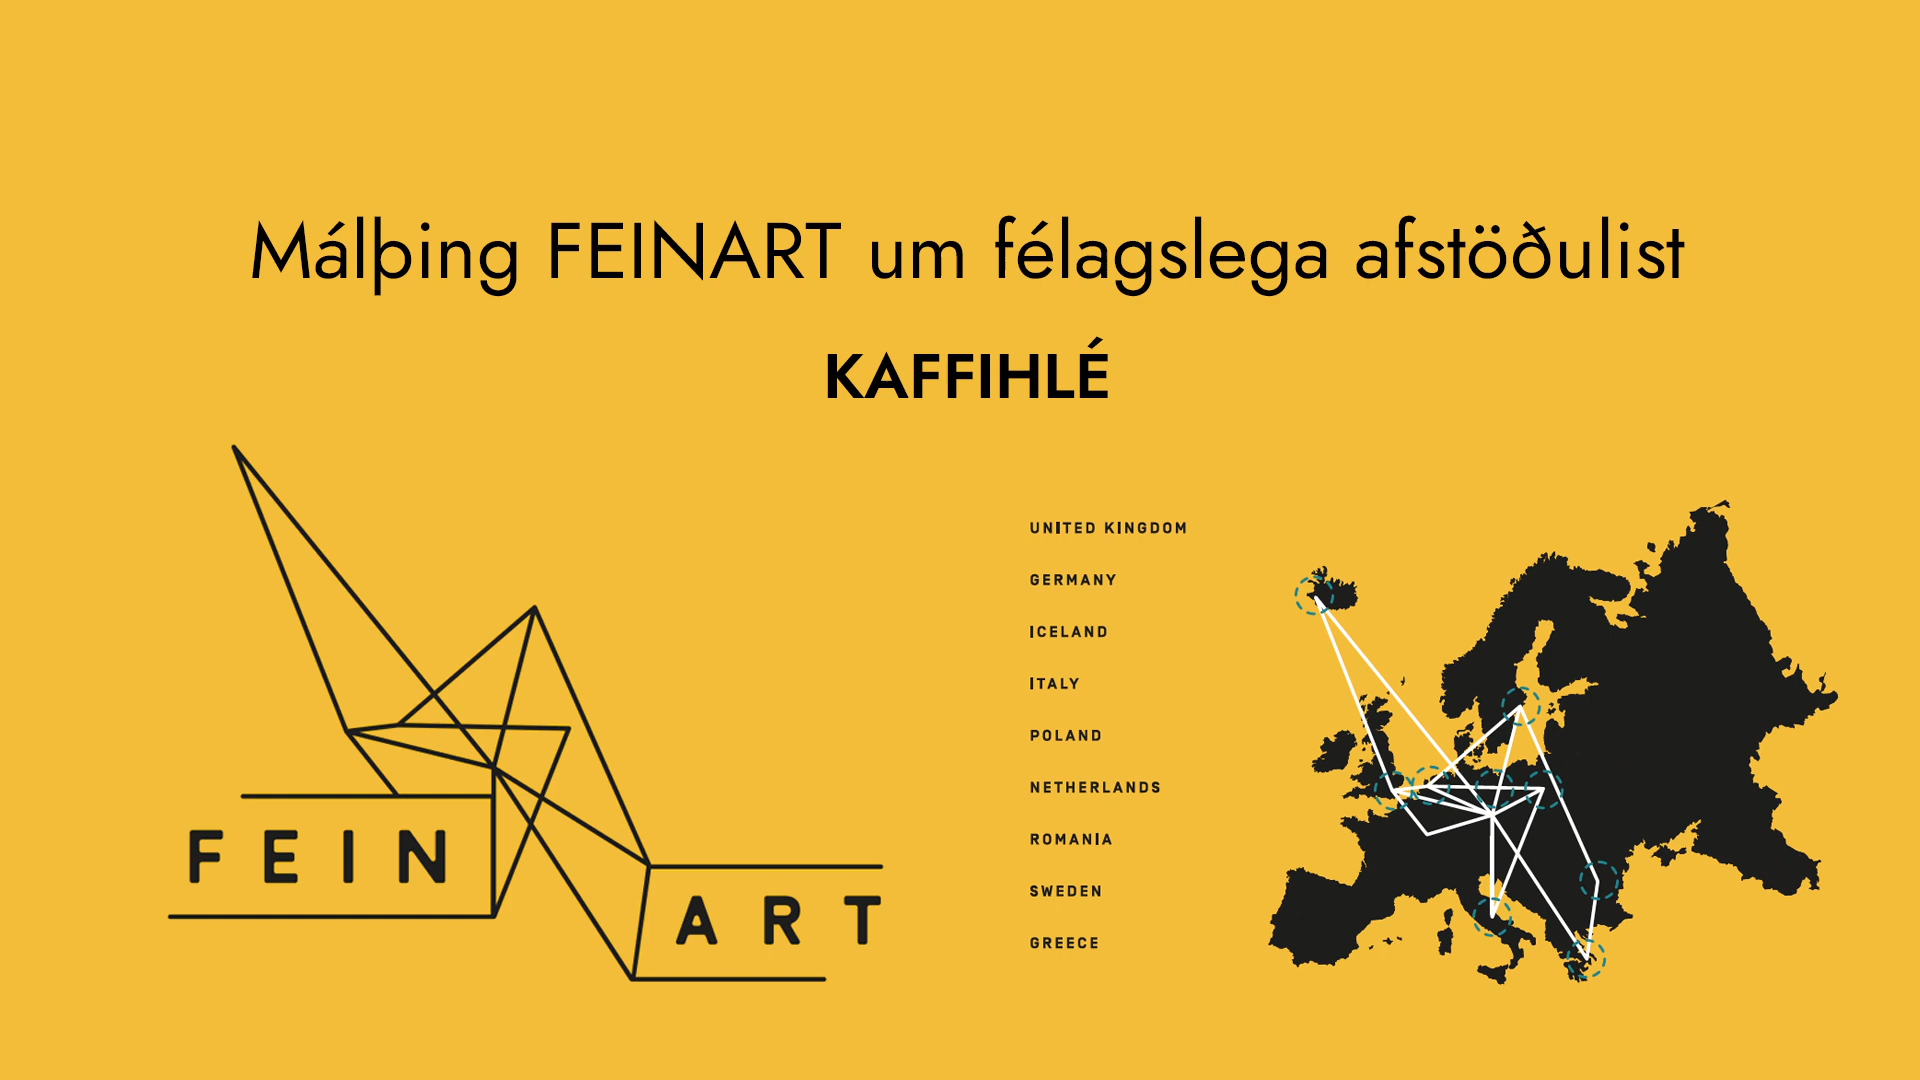 Málþing FEINART um félagslega afstöðulist
KAFFIHLÉ
FEIN
ART
UNITED KINGDOM
GERMANY
ICELAND
ITALY
POLAND
NETHERLANDS
ROMANIA
SWEDEN
GREECE